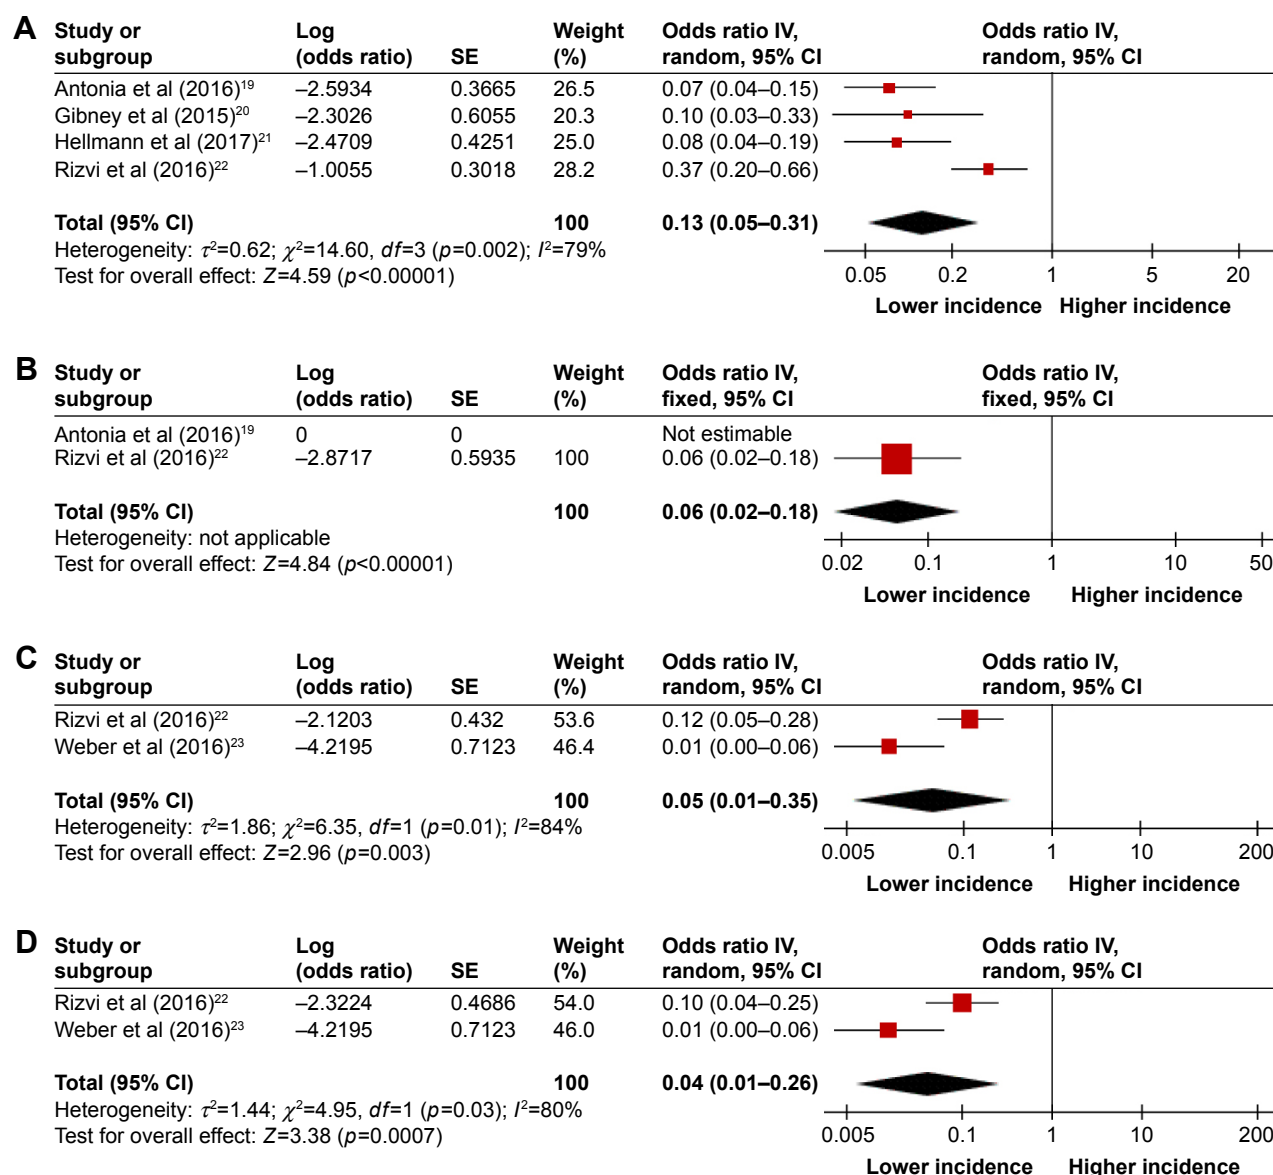 A Study or subgroup Log (odds ratio) SE Weight (%) Odds ratio IV, random, 95% CI Odds ratio IV, random, 95% CI
Antonia et al (2016)19 –2.5934 0.3665 26.5 0.07 (0.04–0.15)
Gibney et al (2015)20 –2.3026 0.6055 20.3 0.10 (0.03–0.33)
Hellmann et al (2017)21 –2.4709 0.4251 25.0 0.08 (0.04–0.19)
Rizvi et al (2016)22 –1.0055 0.3018 28.2 0.37 (0.20–0.66)
Total (95% CI) 100 0.13 (0.05–0.31)
Heterogeneity: τ2=0.62; χ2=14.60, df=3 (p=0.002); I2=79%
Test for overall effect: Z=4.59 (p<0.00001)
0.05 0.2 1 5 20
Lower incidence Higher incidence
B Study or subgroup Log (odds ratio) SE Weight (%) Odds ratio IV, fixed, 95% CI Odds ratio IV, fixed, 95% CI
Antonia et al (2016)19 0 0 Not estimable
Rizvi et al (2016)22 –2.8717 0.5935 100 0.06 (0.02–0.18)
Total (95% CI) 100 0.06 (0.02–0.18)
Heterogeneity: not applicable
Test for overall effect: Z=4.84 (p<0.00001)
0.02 0.1 1 10 50
Lower incidence Higher incidence
C Study or subgroup Log (odds ratio) SE Weight (%) Odds ratio IV, random, 95% CI Odds ratio IV, random, 95% CI
Rizvi et al (2016)22 –2.1203 0.432 53.6 0.12 (0.05–0.28)
Weber et al (2016)23 –4.2195 0.7123 46.4 0.01 (0.00–0.06)
Total (95% CI) 100 0.05 (0.01–0.35)
Heterogeneity: τ2=1.86; χ2=6.35, df=1 (p=0.01); I2=84%
Test for overall effect: Z=2.96 (p=0.003)
0.005 0.1 1 10 200
Lower incidence Higher incidence
D Study or subgroup Log (odds ratio) SE Weight (%) Odds ratio IV, random, 95% CI Odds ratio IV, random, 95% CI
Rizvi et al (2016)22 –2.3224 0.4686 54.0 0.10 (0.04–0.25)
Weber et al (2016)23 –4.2195 0.7123 46.0 0.01 (0.00–0.06)
Total (95% CI) 100 0.04 (0.01–0.26)
Heterogeneity: τ2=1.44; χ2=4.95, df=1 (p=0.03); I2=80%
Test for overall effect: Z=3.38 (p=0.0007)
0.005 0.1 1 10 200
Lower incidence Higher incidence